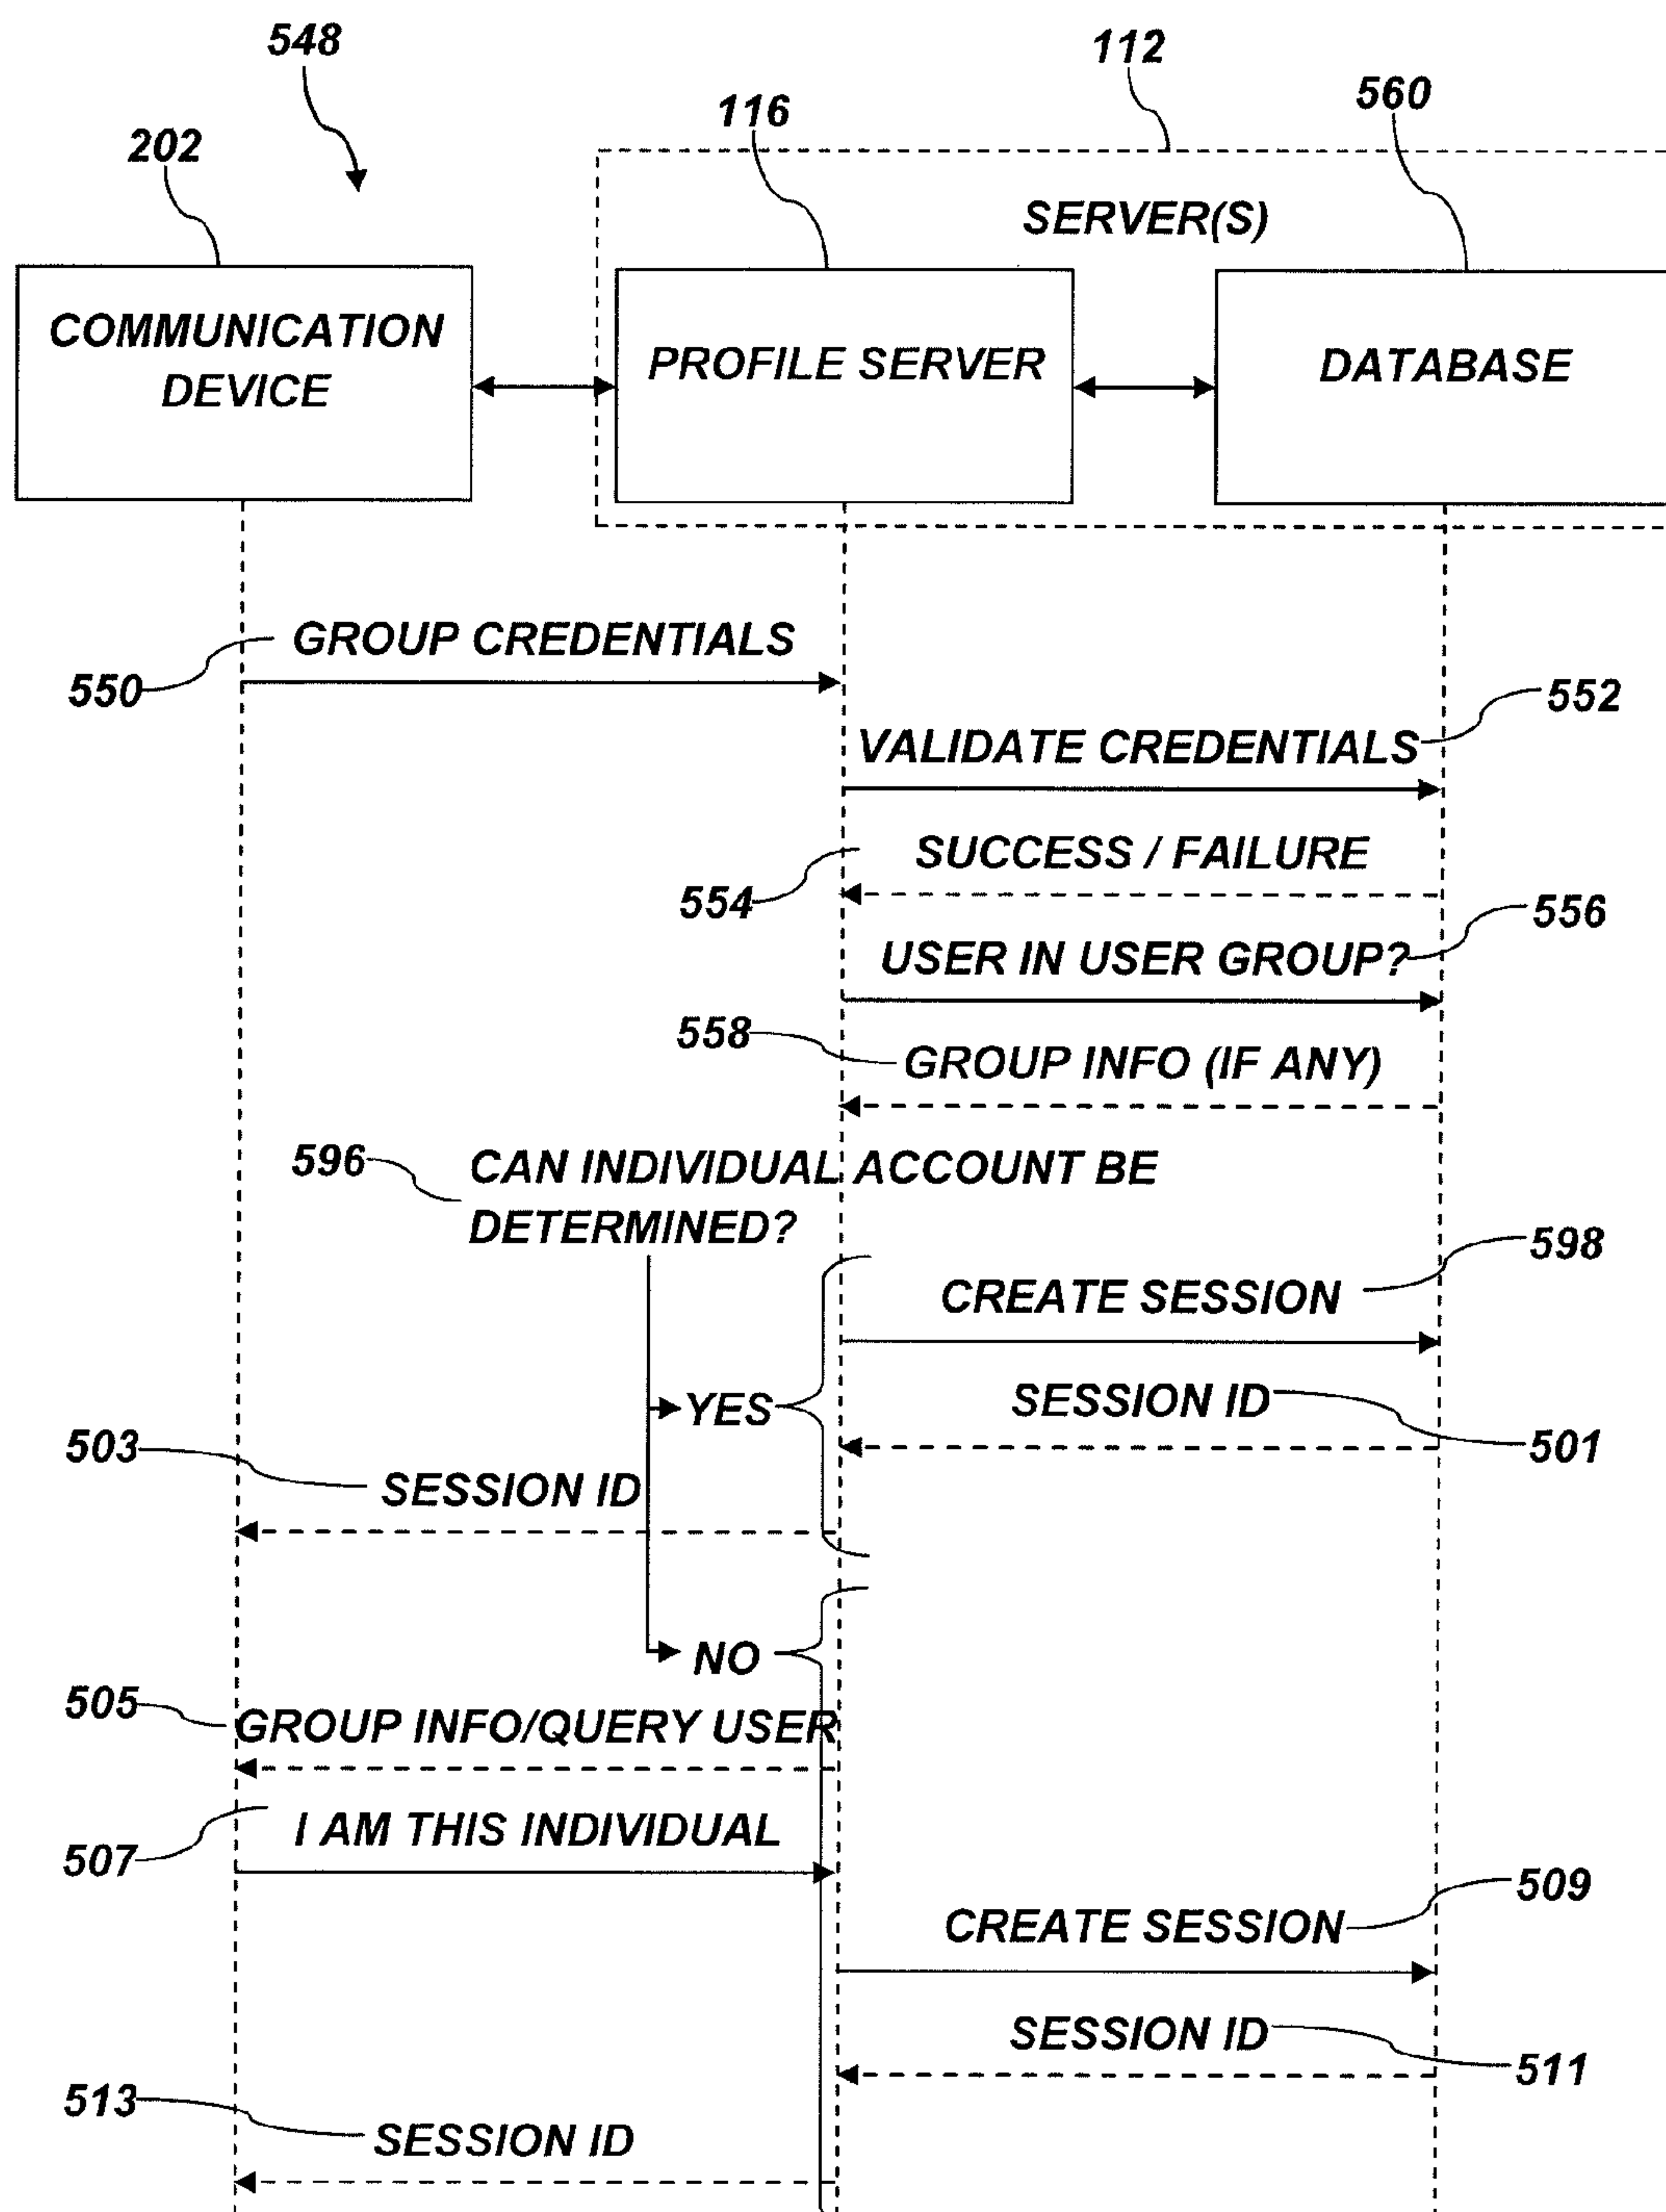 548
112
116
560
202
SERVER(S)
COMMUNICATION
DEVICE
PROFILE SERVER
DATABASE
GROUP CREDENTIALS
550
552
VALIDATE CREDENTIALS
SUCCESS / FAILURE
554
556
USER IN USER GROUP?
558
GROUP INFO (IF ANY)
596
CAN INDIVIDUAL ACCOUNT BE
DETERMINED?
598
CREATE SESSION
YES
SESSION ID
503
501
SESSION ID
NO
505
GROUP INFO/QUERY USER
I AM THIS INDIVIDUAL
507
509
CREATE SESSION
SESSION ID
511
513
SESSION ID